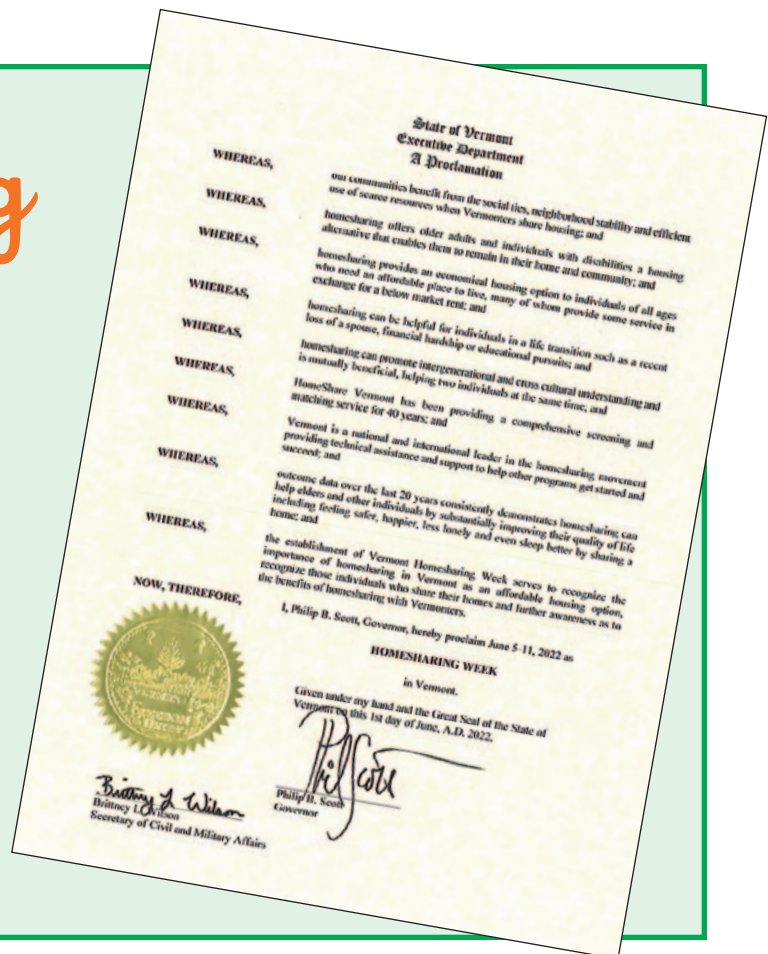 g
State of Vermont
Executive Department
A Proclamation
WHEREAS, our communities benefit from the social ties, neighborhood stability and efficient
use of scarce resources when Vermonters share housing; and
WHEREAS, homesharing offers older adults and individuals with disabilities a housing
alternative that enables them to remain in their home and community; and
WHEREAS, homesharing provides an economical housing option to individuals of all ages
who need an affordable place to live, many of whom provide some service in
exchange for a below market rent; and
WHEREAS, homesharing can be helpful for individuals in a life transition such as a recent
loss of a spouse, financial hardship or educational pursuits; and
WHEREAS, homesharing can promote intergenerational and cross cultural understanding and
is mutually beneficial, helping two individuals at the same time, and
WHEREAS, HomeShare Vermont has been providing a comprehensive screening and
matching service for 40 years; and
WHEREAS, Vermont is a national and international leader in the homesharing movement
providing technical assistance and support to help other programs get started and
succeed; and
WHEREAS, outcome data over the last 20 years consistently demonstrates homesharing can
help elders and other individuals by substantially improving their quality of life
including feeling safer, happier, less lonely and even sleep better by sharing a
home; and
WHEREAS, the establishment of Vermont Homesharing Week serves to recognize the
importance of homesharing in Vermont as an affordable housing option,
recognize those individuals who share their homes and further awareness as to
the benefits of homesharing with Vermonters.
NOW, THEREFORE, I, Philip B. Scott, Governor, hereby proclaim June 5-11, 2022 as
HOMESHARING WEEK
in Vermont.
Given under my hand and the Great Seal of the State of
Vermont on this 1st day of June, A.D. 2022.
Phil Scott
Philip B. Scott
Governor
Brittney L Wilson
Brittney L. Wilson
Secretary of Civil and Military Affairs